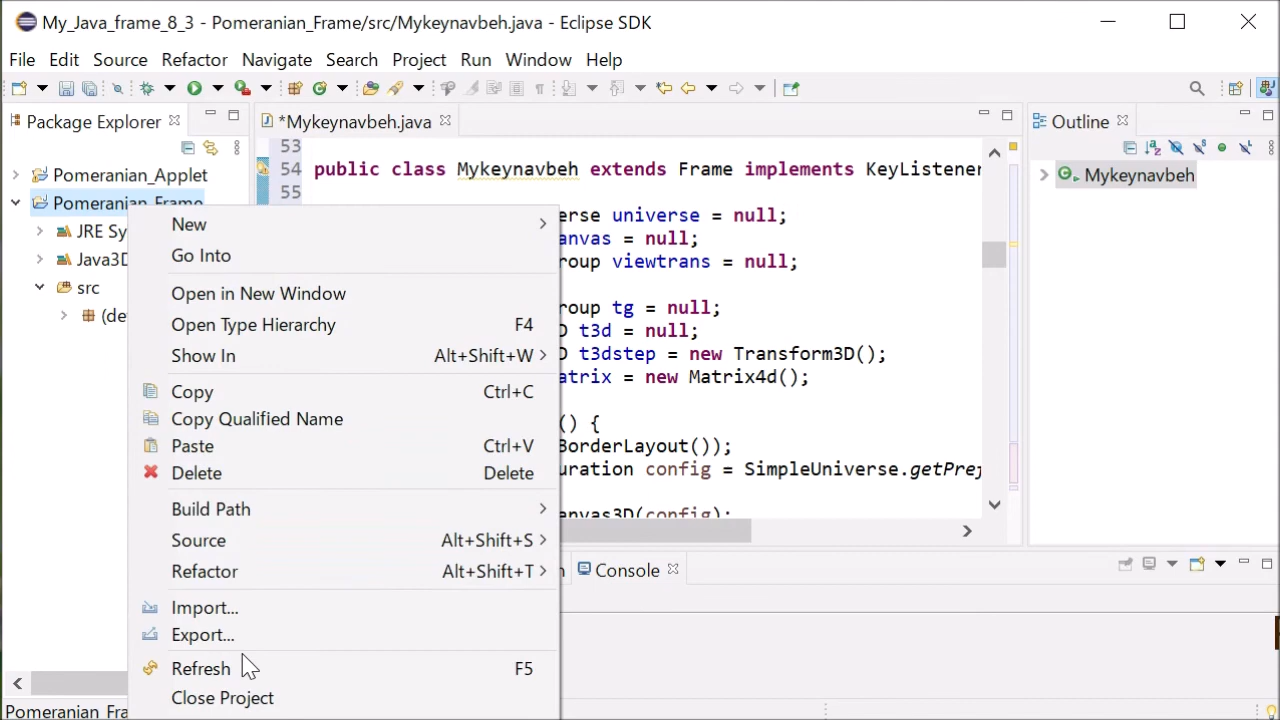 My_Java_frame_8_3 - Pomeranian_Frame/src/Mykeynavbeh.java - Eclipse SDK
File Edit Source Refactor Navigate Search Project Run Window Help
Package Explorer
*Mykeynavbeh.java
Outline
Pomeranian_Applet
Pomeranian_Frame
JRE Sy
Java3D
src
(de
53
54 public class Mykeynavbeh extends Frame implements KeyListener
55
erse universe = null;
anvas = null;
roup viewtrans = null;
roup tg = null;
D t3d = null;
D t3dstep = new Transform3D();
atrix = new Matrix4d();
() {
BorderLayout());
uration config = SimpleUniverse.getPref
anvas3D(config);
Mykeynavbeh
New
Go Into
Open in New Window
Open Type Hierarchy F4
Show In Alt+Shift+W
Copy Ctrl+C
Copy Qualified Name
Paste Ctrl+V
Delete Delete
Build Path
Source Alt+Shift+S
Refactor Alt+Shift+T
Import...
Export...
Refresh F5
Close Project
Console
Pomeranian_Fra